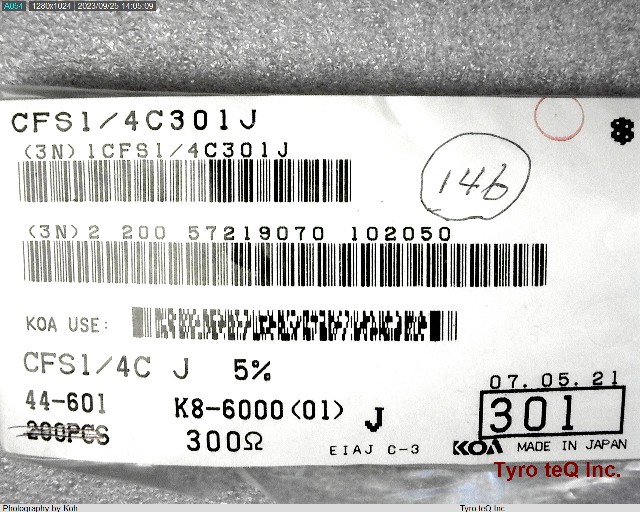 A054 1280x1024 2023/09/25 14:05:09
CFS1/4C301J
(3N)1CFS1/4C301J
146
(3N)2 200 57219070 102050
KOA USE:
CFS1/4C J 5%
07.05.21
44-601 K8-6000(01) J 301
200PCS 300Ω EIAJ C-3 KOA MADE IN JAPAN
Tyro teQ Inc.
Photography by Koh Tyro teQ Inc